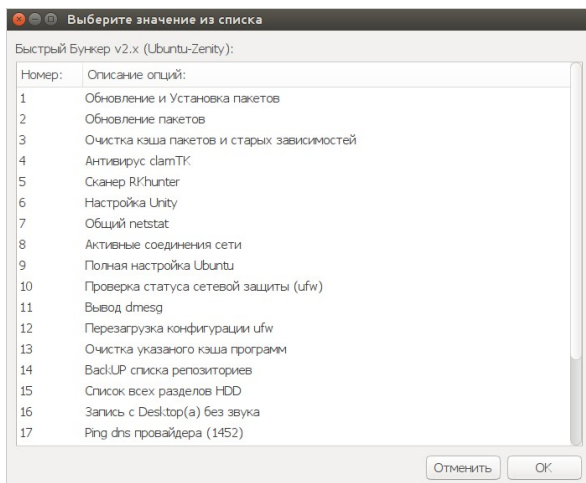 Выберите значение из списка
Быстрый Бункер v2.x (Ubuntu-Zenity):
Номер: Описание опций:
1 Обновление и Установка пакетов
2 Обновление пакетов
3 Очистка кэша пакетов и старых зависимостей
4 Антивирус clamTK
5 Сканер RKhunter
6 Настройка Unity
7 Общий netstat
8 Активные соединения сети
9 Полная настройка Ubuntu
10 Проверка статуса сетевой защиты (ufw)
11 Вывод dmesg
12 Перезагрузка конфигурации ufw
13 Очистка указаного кэша программ
14 BackUP списка репозиториев
15 Список всех разделов HDD
16 Запись с Desktop(а) без звука
17 Ping dns провайдера (1452)
Отменить OK